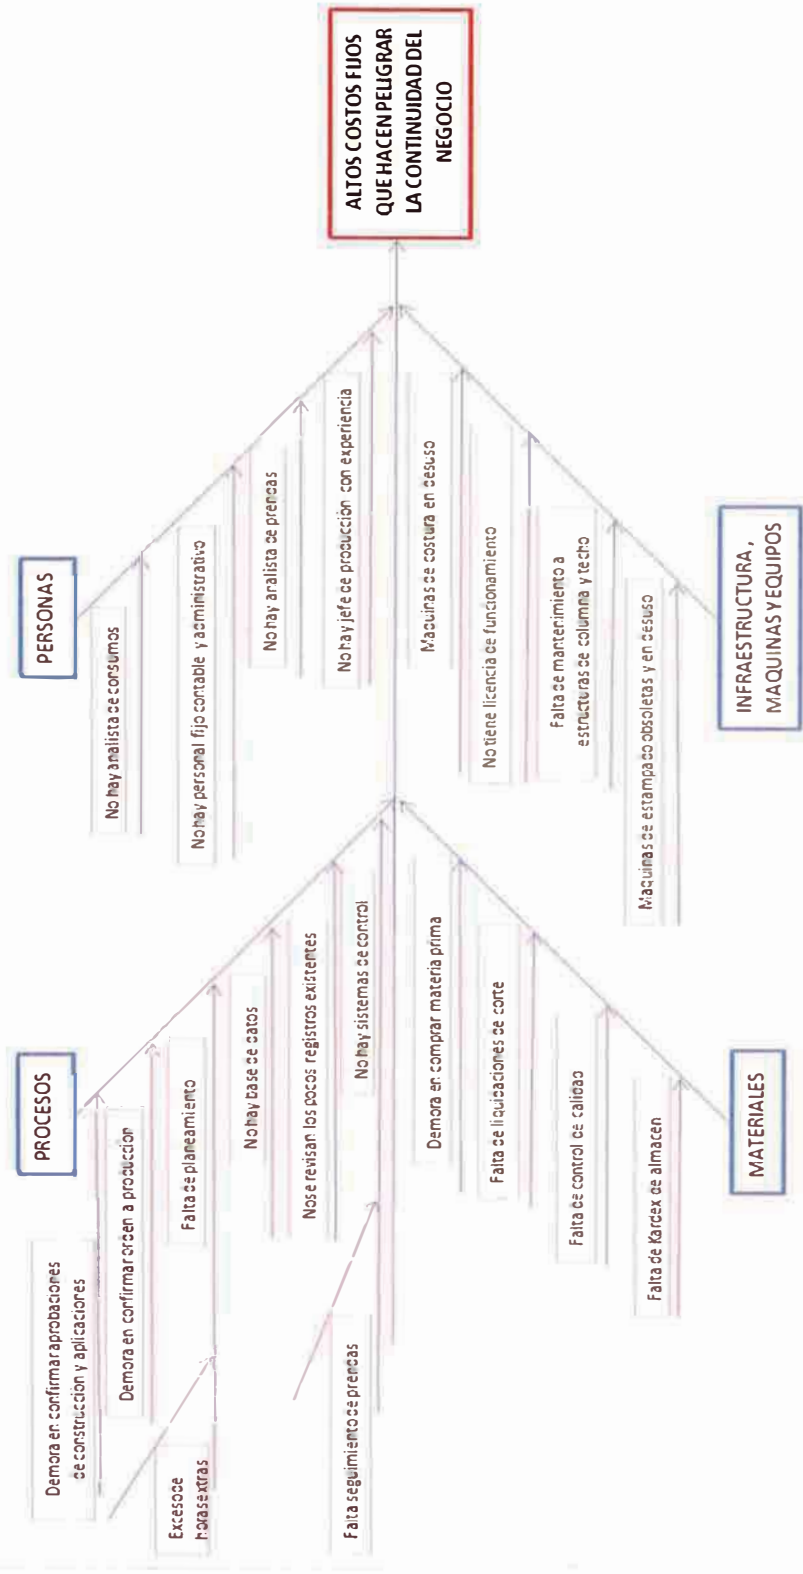 PROCESOS
Demora en confirmar aprobaciones
de construccion y aplicaciones
Demora en confirmar orden a produccion
Falta de planeamiento
Exceso de
horas extras
No hay base de datos
No se revisan los pocos registros existentes
No hay sistemas de control
Falta seguimiento de prendas
PERSONAS
No hay analista de consumos
No hay personal fijo contable y administrativo
No hay analista de prendas
No hay jefe de produccion con experiencia
ALTOS COSTOS FIJOS
QUE HACEN PELIGRAR
LA CONTINUIDAD DEL
NEGOCIO
Demora en comprar materia prima
Falta de liquidaciones de corte
Falta de control de calidad
Falta de Kardex de almacen
MATERIALES
Maquinas de costura en desuso
No tiene licencia de funcionamiento
Falta de mantenimiento a
estructuras de columna y techo
Maquinas de estampado obsoletas y en desuso
INFRAESTRUCTURA,
MAQUINAS Y EQUIPOS